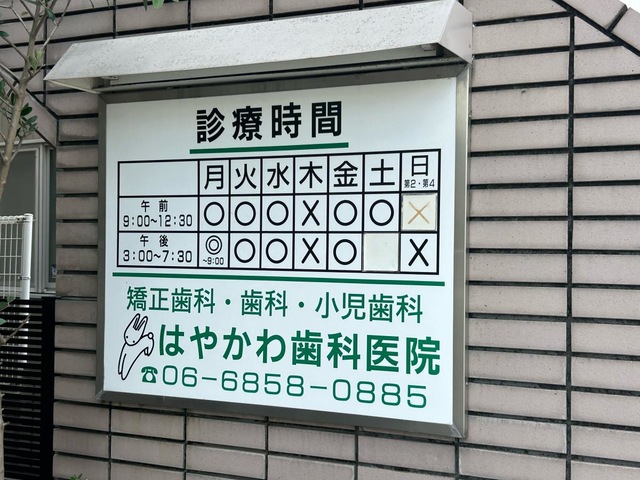 診療時間
月 火 水 木 金 土 日
第2・第4
午前
9:00~12:30 ○ ○ ○ X ○ ○ X
午後
3:00~7:30 ◎ ○ ○ X ○ X
~9:00
矯正歯科・歯科・小児歯科
はやかわ歯科医院
☎06-6858-0885